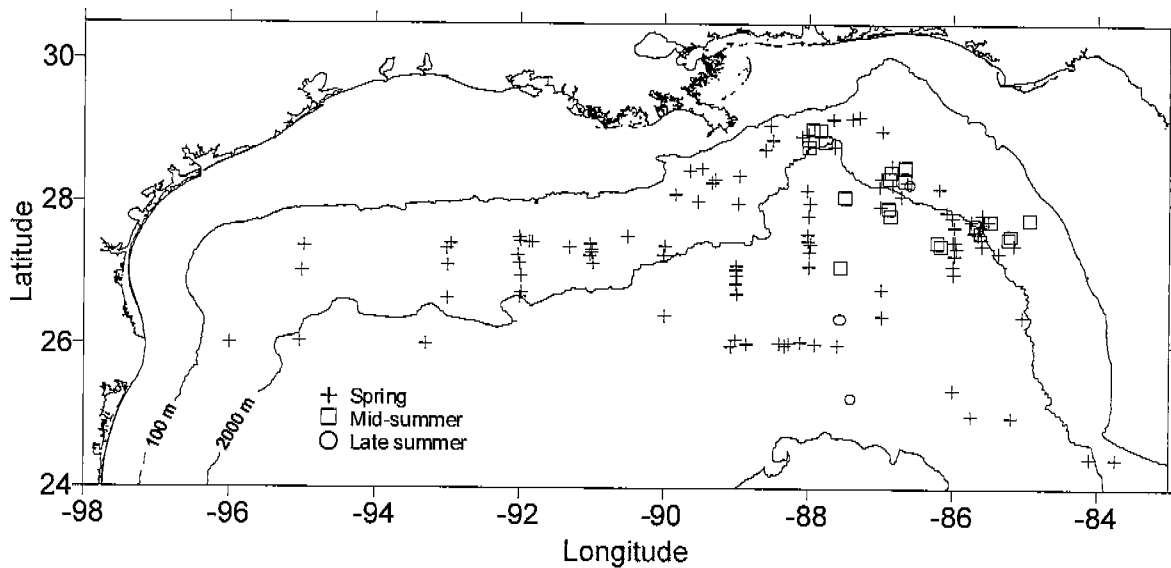 30
28
26
24
Latitude
100 m
2000 m
+ Spring
□ Mid-summer
○ Late summer
-98 -96 -94 -92 -90 -88 -86 -84
Longitude